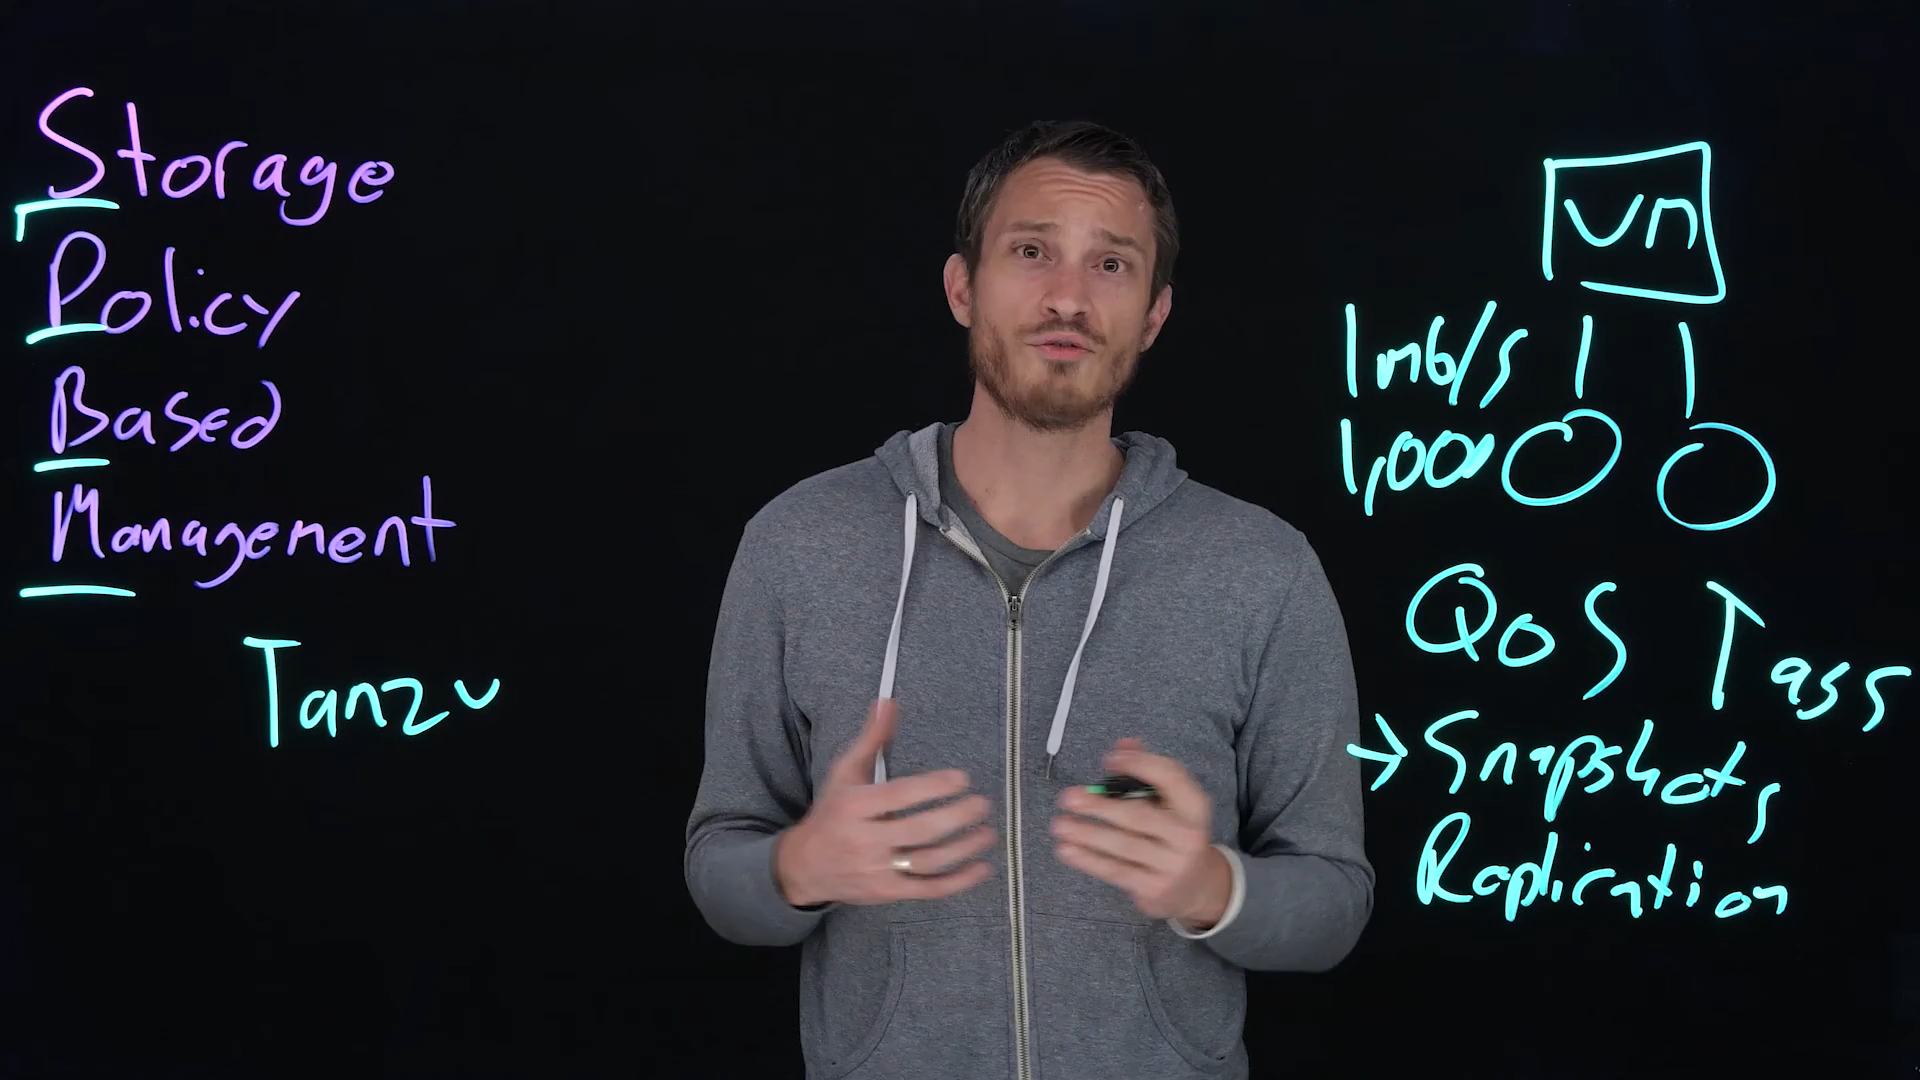 Storage
Policy
Based
Management
Tanzu
VM
1mb/s
1,000
QoS Tags
→ Snapshots,
Replication